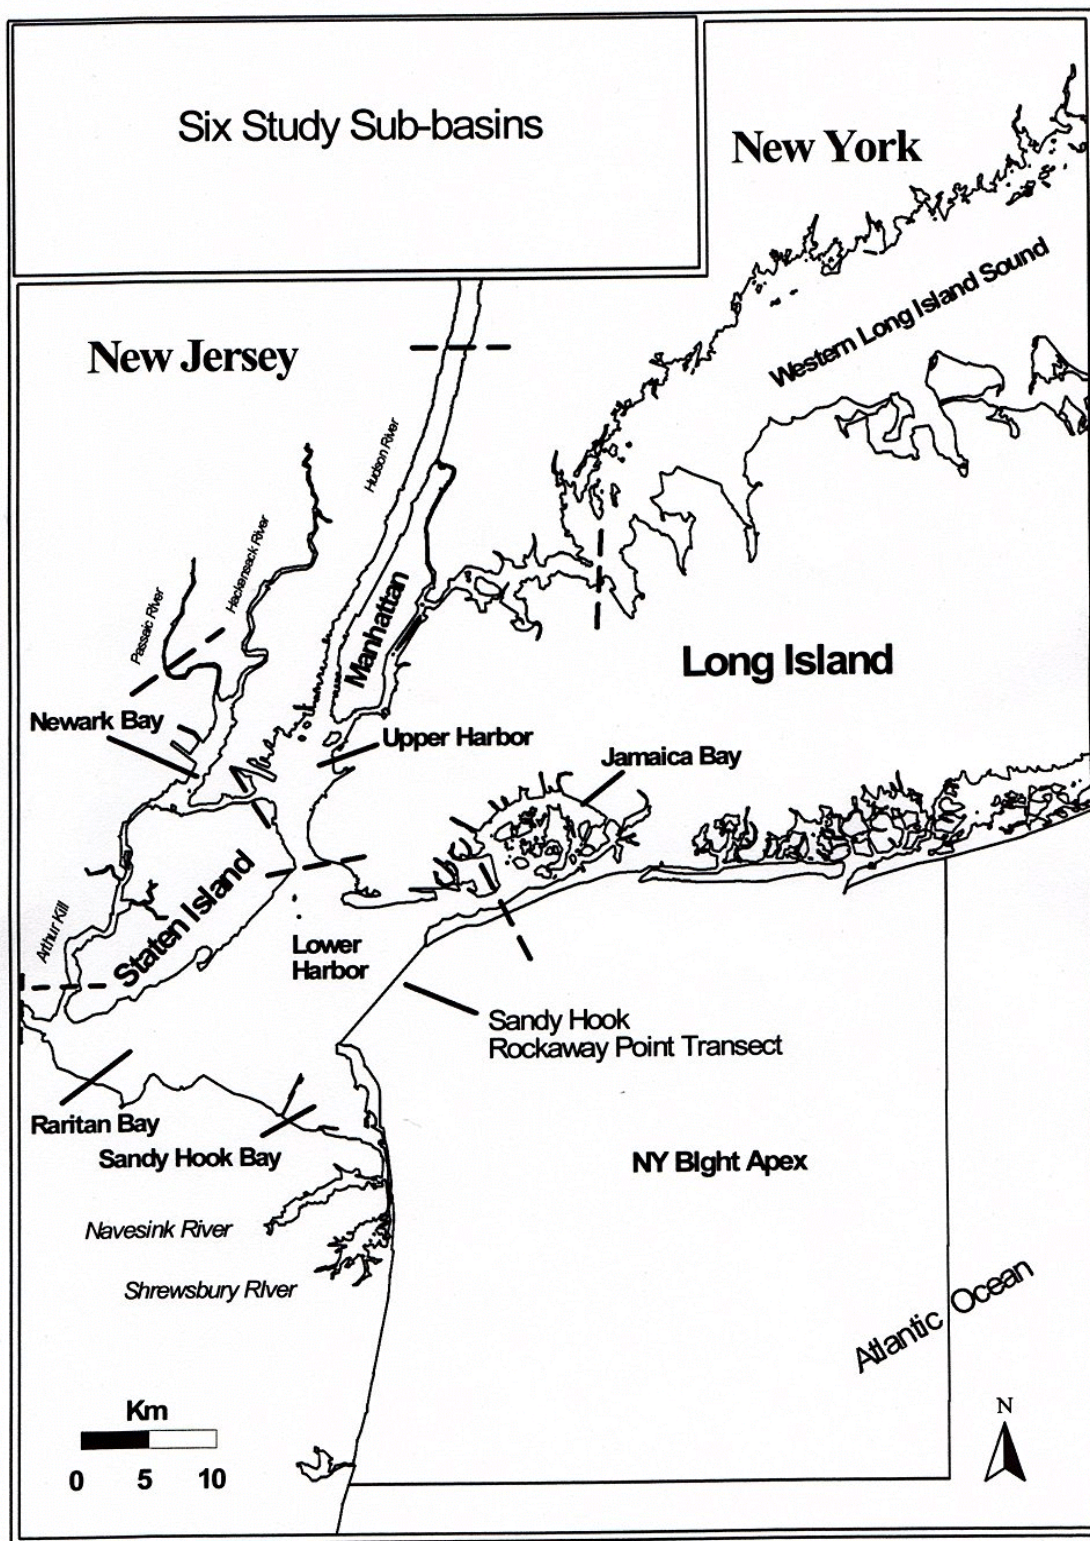 Six Study Sub-basins
New York
Western Long Island Sound
New Jersey
Hudson River
Hackensack River
Passaic River
Manhattan
Long Island
Newark Bay
Upper Harbor
Jamaica Bay
Staten Island
Arthur Kill
Lower
Harbor
Sandy Hook
Rockaway Point Transect
Raritan Bay
Sandy Hook Bay
NY BIght Apex
Navesink River
Shrewsbury RIver
Atlantic Ocean
Km
0 5 10
N